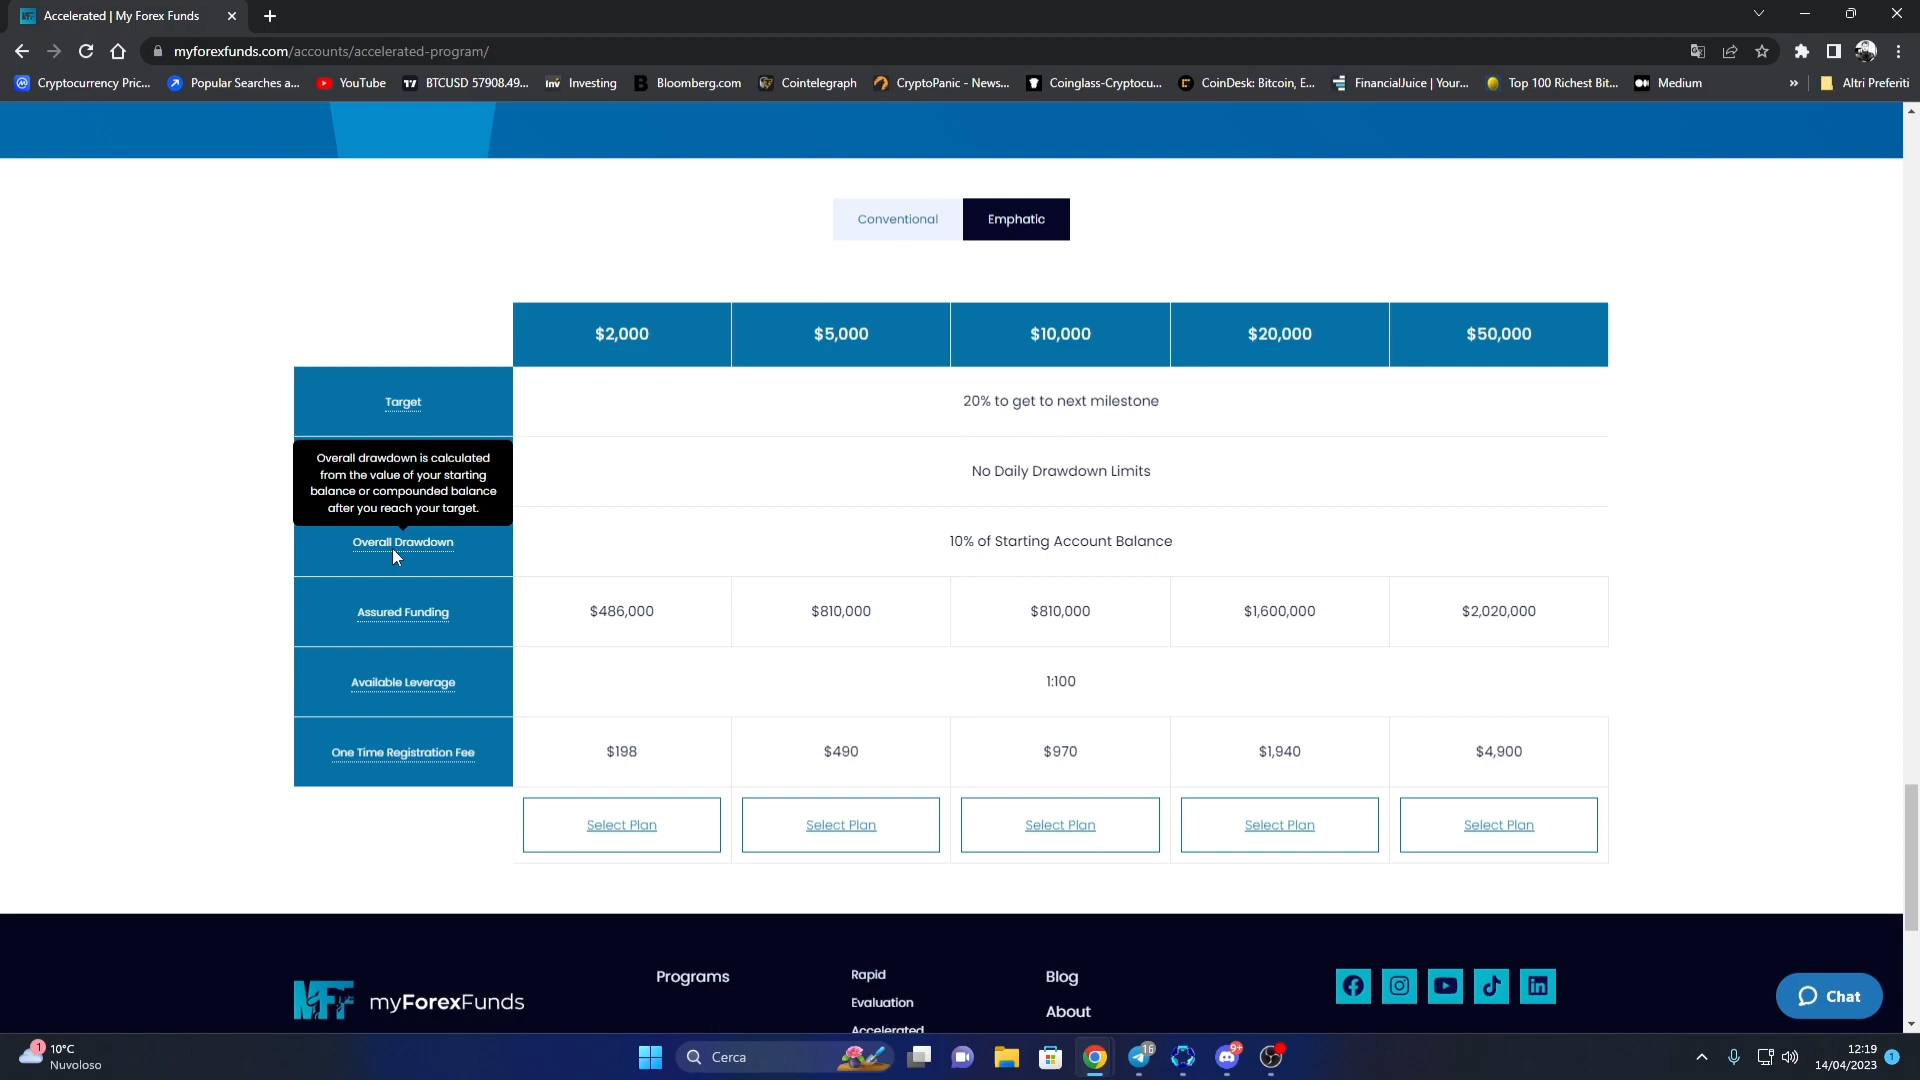 Accelerated | My Forex Funds
myforexfunds.com/accounts/accelerated-program/
Cryptocurrency Pric...
Popular Searches a...
YouTube
BTCUSD 57908.49...
Inv Investing
Bloomberg.com
Cointelegraph
CryptoPanic - News...
Coinglass-Cryptocu...
CoinDesk: Bitcoin, E...
FinancialJuice | Your...
Top 100 Richest Bit...
Medium
»
Altri Preferiti
Conventional
Emphatic
$2,000
$5,000
$10,000
$20,000
$50,000
Target
20% to get to next milestone
Overall drawdown is calculated
from the value of your starting
balance or compounded balance
after you reach your target.
No Daily Drawdown Limits
Overall Drawdown
10% of Starting Account Balance
Assured Funding
$486,000
$810,000
$810,000
$1,600,000
$2,020,000
Available Leverage
1:100
One Time Registration Fee
$198
$490
$970
$1,940
$4,900
Select Plan
Select Plan
Select Plan
Select Plan
Select Plan
MFF myForexFunds
Programs
Rapid
Evaluation
Accelerated
Blog
About
Chat
1
10°C
Nuvoloso
Cerca
16
9+
12:19
14/04/2023
1